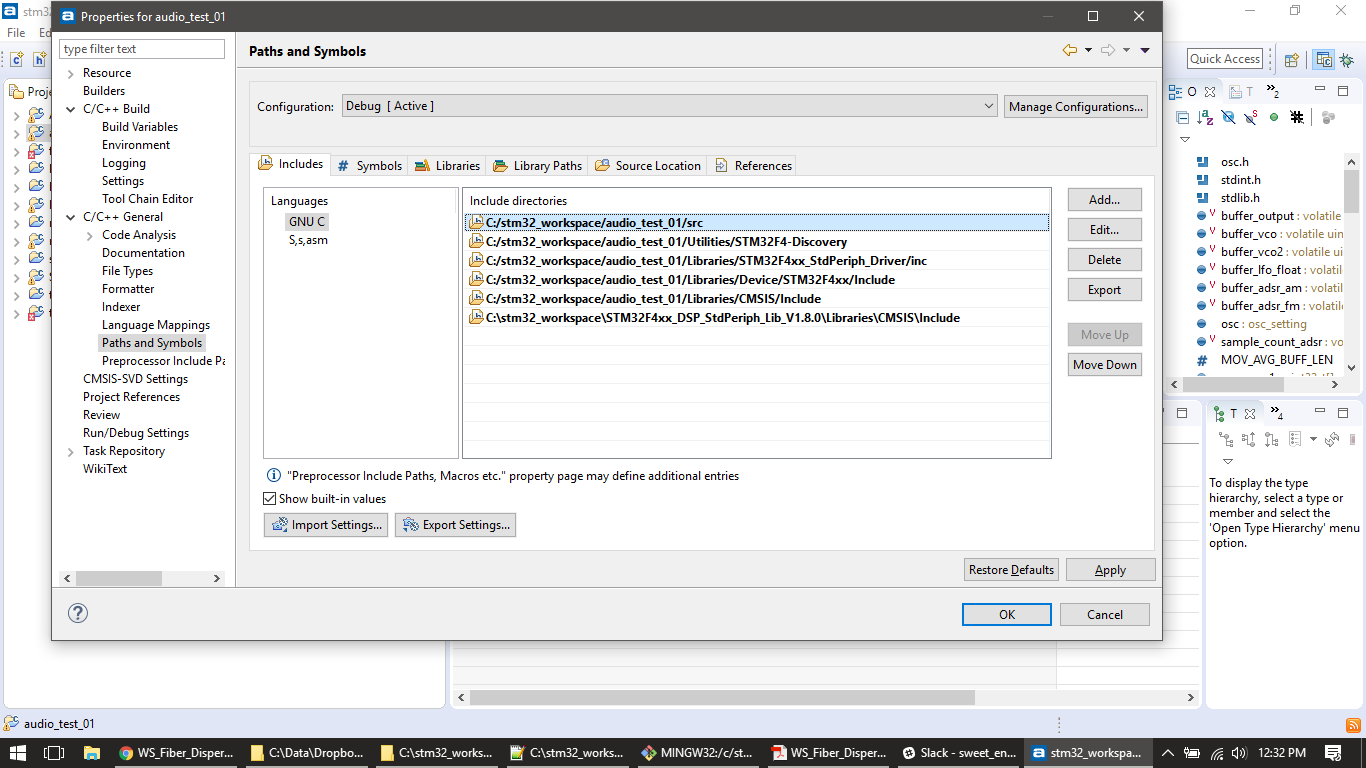 stm32
Properties for audio_test_01
File
type filter text
Resource
Builders
C/C++ Build
Build Variables
Environment
Logging
Settings
Tool Chain Editor
C/C++ General
Code Analysis
Documentation
File Types
Formatter
Indexer
Language Mappings
Paths and Symbols
Preprocessor Include Pa
CMSIS-SVD Settings
Project References
Review
Run/Debug Settings
Task Repository
WikiText
Paths and Symbols
Configuration:
Debug [ Active ]
Manage Configurations...
Includes
# Symbols
Libraries
Library Paths
Source Location
References
Languages
GNU C
S,s,asm
Include directories
C:/stm32_workspace/audio_test_01/src
C:/stm32_workspace/audio_test_01/Utilities/STM32F4-Discovery
C:/stm32_workspace/audio_test_01/Libraries/STM32F4xx_StdPeriph_Driver/inc
C:/stm32_workspace/audio_test_01/Libraries/Device/STM32F4xx/Include
C:/stm32_workspace/audio_test_01/Libraries/CMSIS/Include
C:\stm32_workspace\STM32F4xx_DSP_StdPeriph_Lib_V1.8.0\Libraries\CMSIS\Include
Add...
Edit...
Delete
Export
Move Up
Move Down
"Preprocessor Include Paths, Macros etc." property page may define additional entries
Show built-in values
Import Settings...
Export Settings...
Restore Defaults
Apply
OK
Cancel
Quick Access
O
T
2
osc.h
stdint.h
stdlib.h
buffer_output : volatile
buffer_vco : volatile uin
buffer_vco2 : volatile ui
buffer_lfo_float : volatil
buffer_adsr_am : volatil
buffer_adsr_fm : volatile
osc : osc_setting
sample_count_adsr : vo
# MOV_AVG_BUFF_LEN
T
4
To display the type
hierarchy, select a type or
member and select the
'Open Type Hierarchy' menu
option.
audio_test_01
WS_Fiber_Disper...
C:\Data\Dropbo...
C:\stm32_works...
C:\stm32_works...
MINGW32:/c/st...
WS_Fiber_Disper...
Slack - sweet_en...
stm32_workspa...
12:32 PM